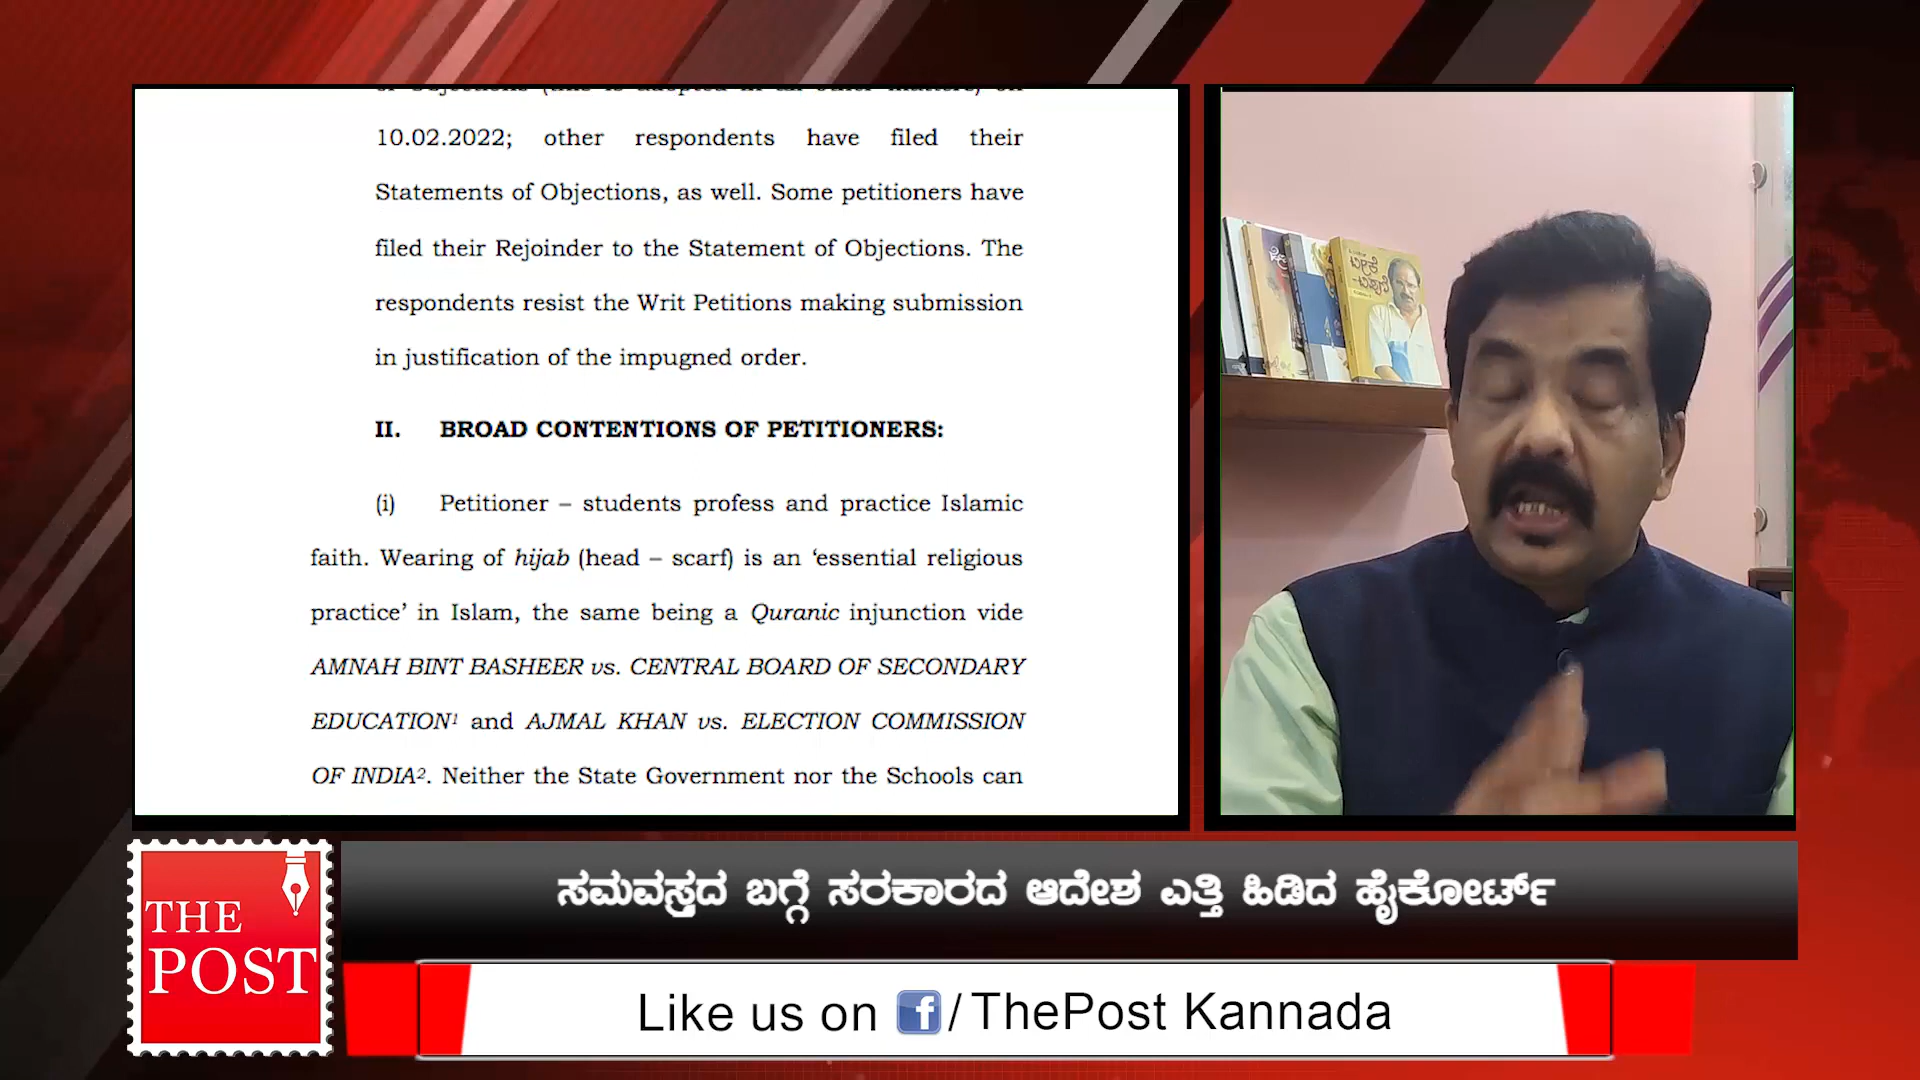 10.02.2022; other respondents have filed their
Statements of Objections, as well. Some petitioners have
filed their Rejoinder to the Statement of Objections. The
respondents resist the Writ Petitions making submission
in justification of the impugned order.
II. BROAD CONTENTIONS OF PETITIONERS:
(i) Petitioner – students profess and practice Islamic
faith. Wearing of hijab (head – scarf) is an ‘essential religious
practice’ in Islam, the same being a Quranic injunction vide
AMNAH BINT BASHEER vs. CENTRAL BOARD OF SECONDARY
EDUCATION¹ and AJMAL KHAN vs. ELECTION COMMISSION
OF INDIA². Neither the State Government nor the Schools can
THE
POST
ಸಮವಸ್ತ್ರದ ಬಗ್ಗೆ ಸರಕಾರದ ಆದೇಶ ಎತ್ತಿ ಹಿಡಿದ ಹೈಕೋರ್ಟ್
Like us on f/ThePost Kannada